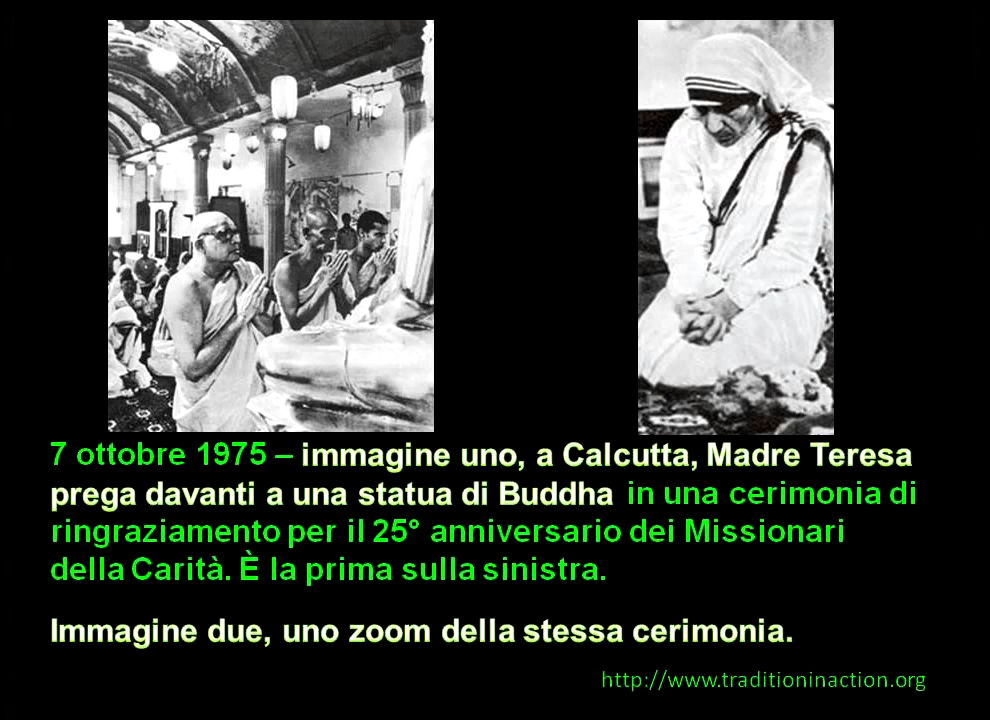 7 ottobre 1975 – immagine uno, a Calcutta, Madre Teresa
prega davanti a una statua di Buddha in una cerimonia di
ringraziamento per il 25° anniversario dei Missionari
della Carità. È la prima sulla sinistra.
Immagine due, uno zoom della stessa cerimonia.
http://www.traditioninaction.org